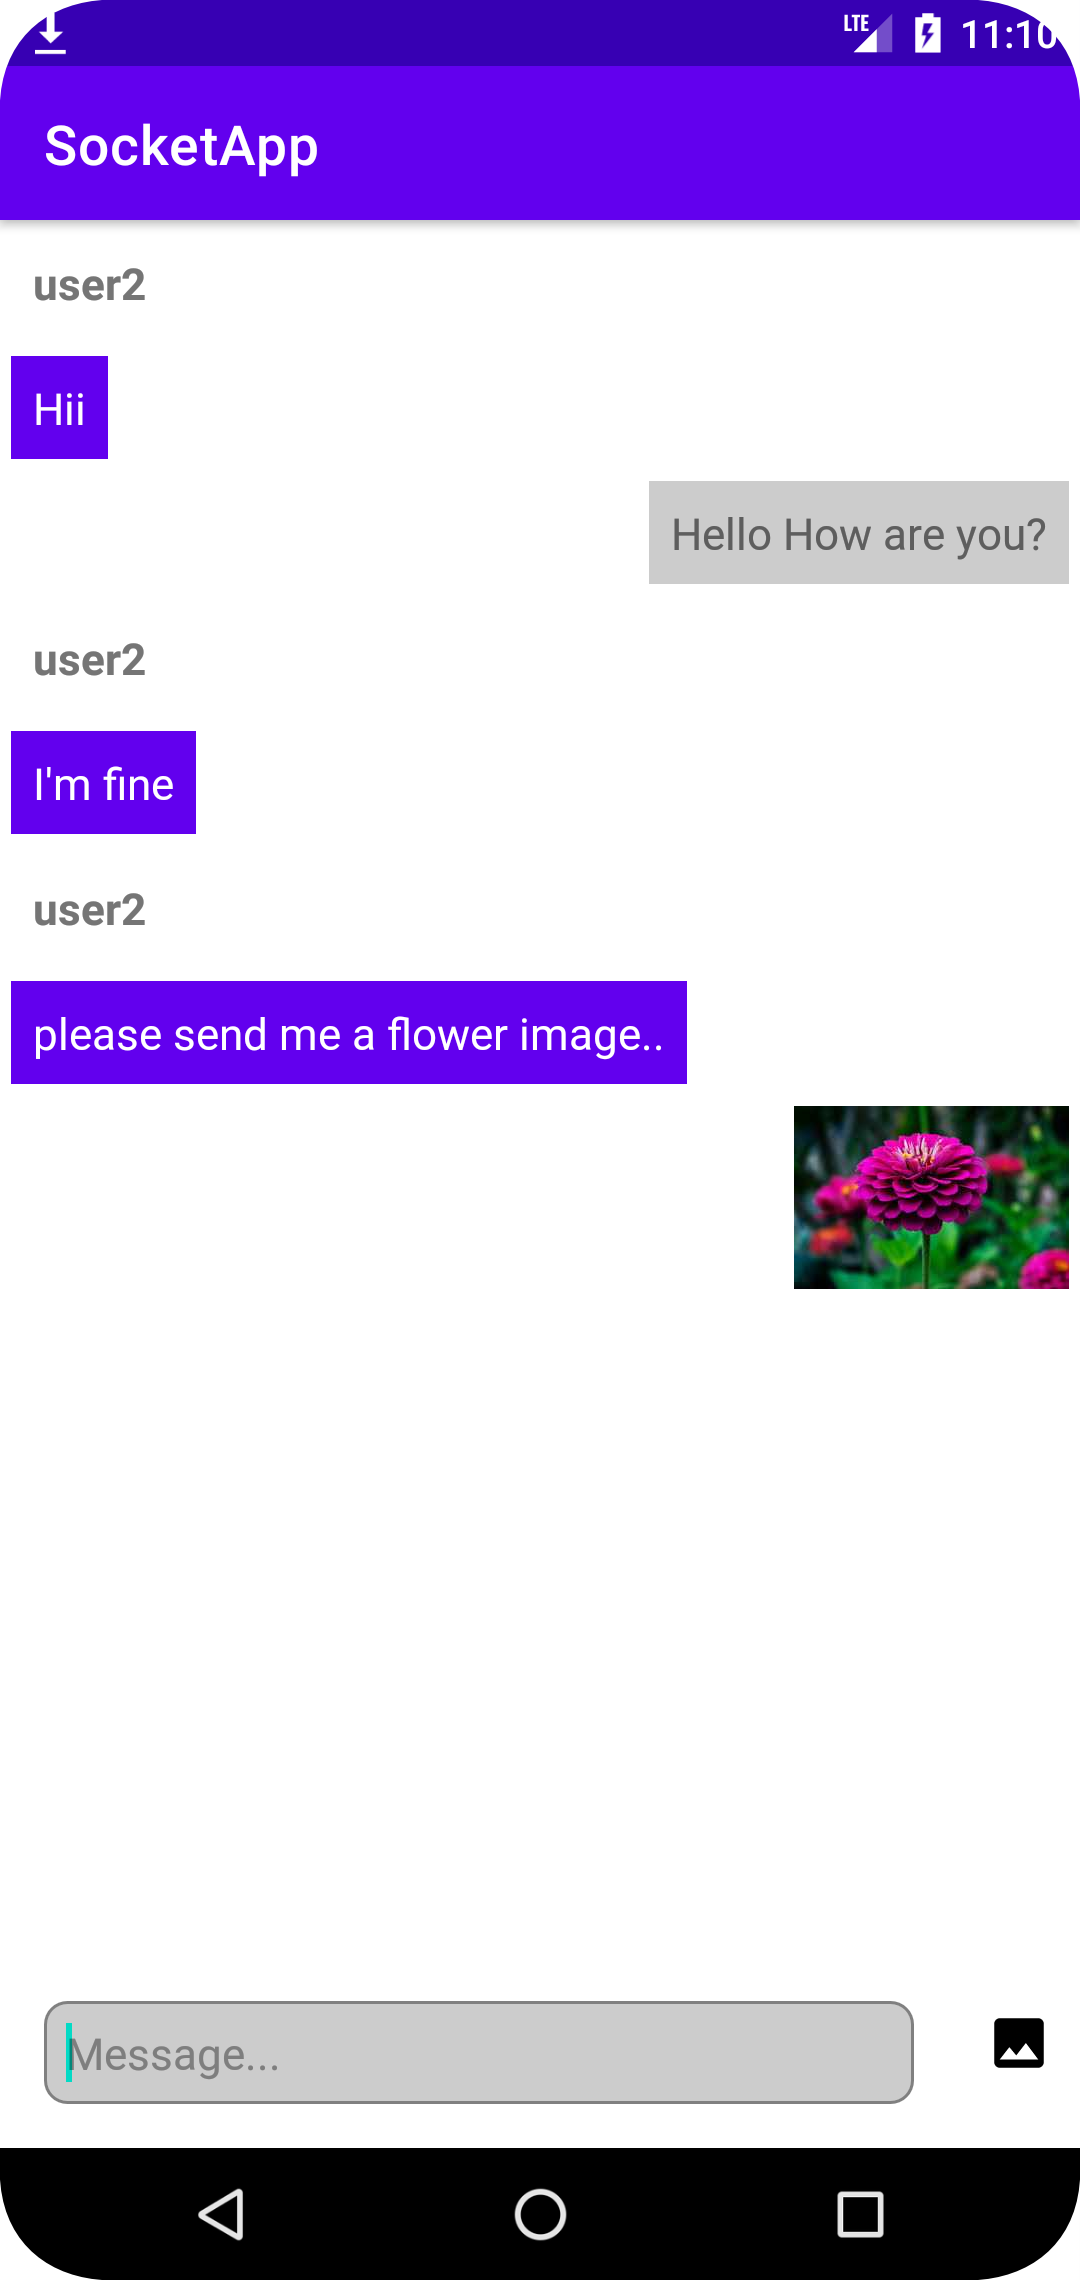 LTE 11:10
SocketApp
user2
Hii
Hello How are you?
user2
I'm fine
user2
please send me a flower image..
Message...